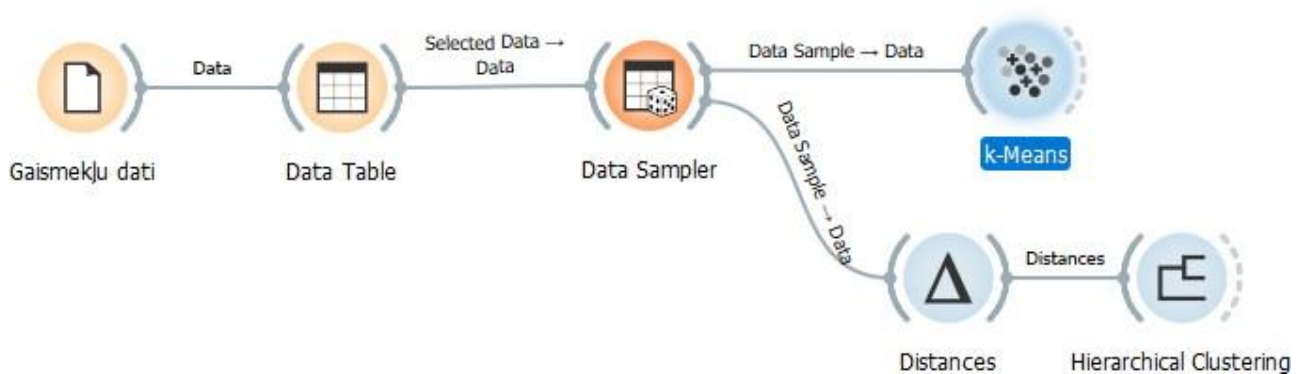 Data
Selected Data →
Data
Data Sample → Data
Data Sample → Data
Gaismekļu dati
Data Table
Data Sampler
k-Means
Distances
Distances
Hierarchical Clustering